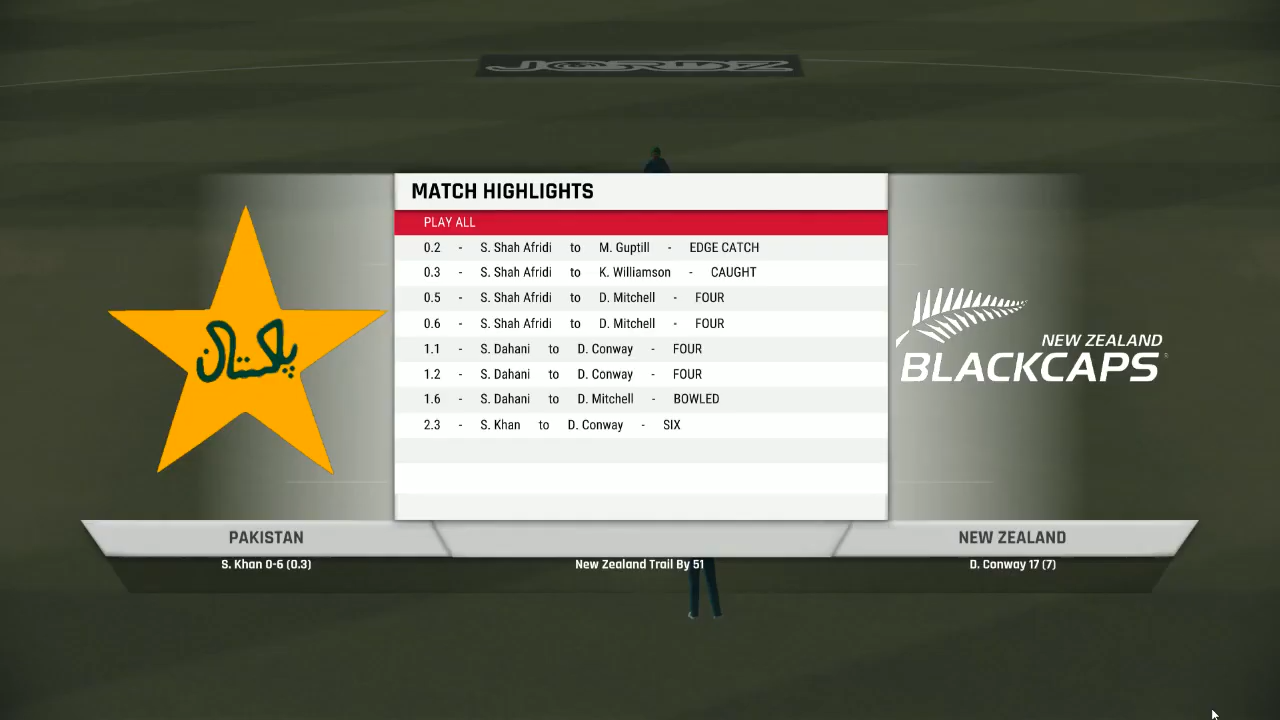 JORDZ
MATCH HIGHLIGHTS
PLAY ALL
0.2 - S. Shah Afridi to M. Guptill - EDGE CATCH
0.3 - S. Shah Afridi to K. Williamson - CAUGHT
0.5 - S. Shah Afridi to D. Mitchell - FOUR
0.6 - S. Shah Afridi to D. Mitchell - FOUR
1.1 - S. Dahani to D. Conway - FOUR
1.2 - S. Dahani to D. Conway - FOUR
1.6 - S. Dahani to D. Mitchell - BOWLED
2.3 - S. Khan to D. Conway - SIX
پاکستان
NEW ZEALAND
BLACKCAPS®
PAKISTAN
NEW ZEALAND
S. Khan 0-6 (0.3)
New Zealand Trail By 51
D. Conway 17 (7)